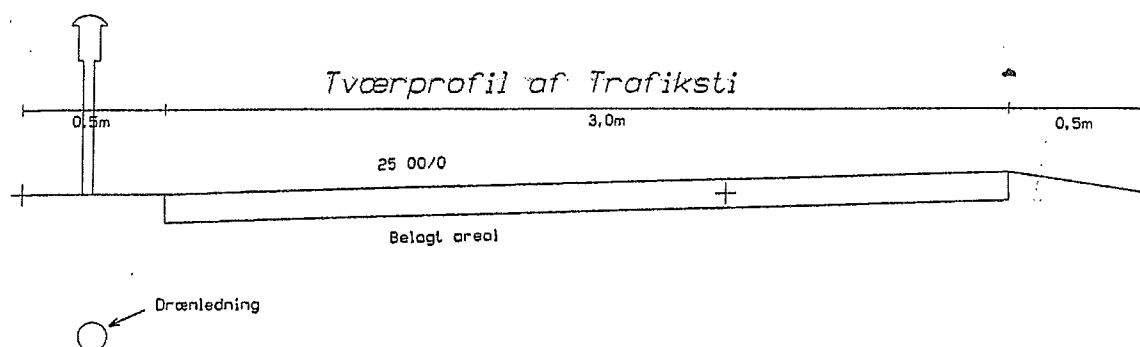 Tværprofil af Trafiksti
0,5m 3,0m 0,5m
25 00/0
Belagt areal
Drænledning